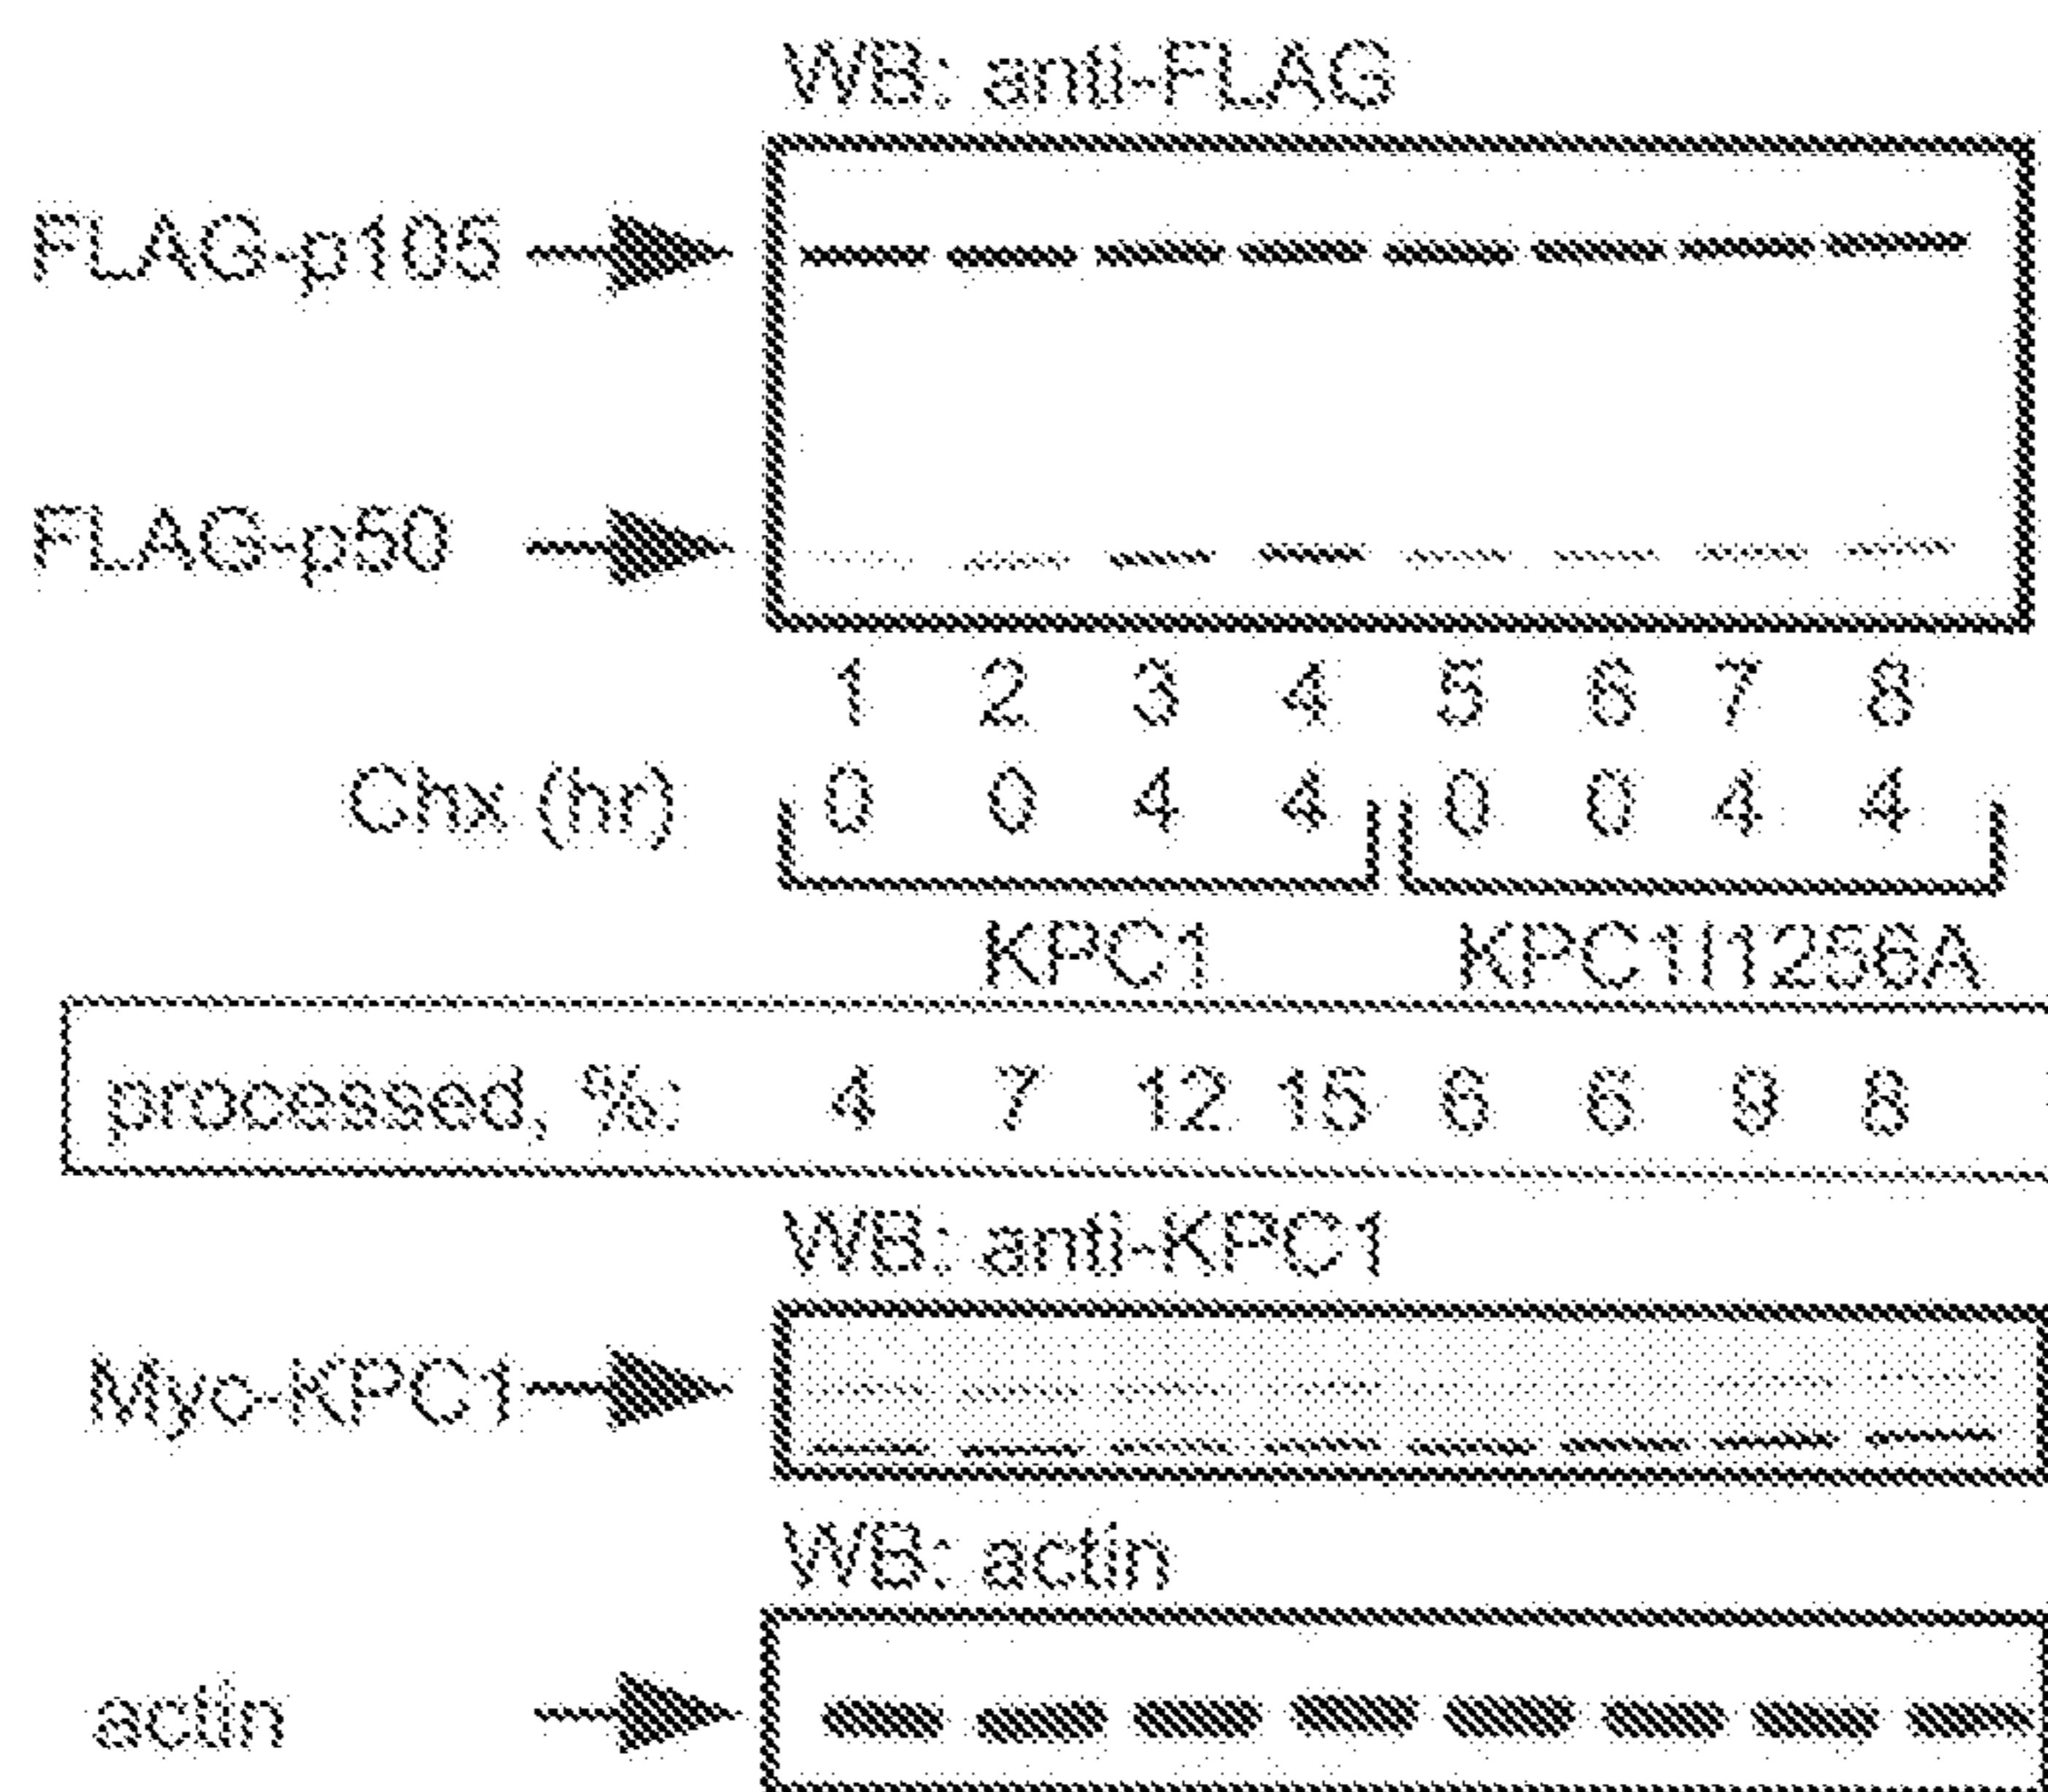 WB: anti-FLAG
FLAG-p105
FLAG-p50
1 2 3 4 5 6 7 8
Chx (hr) 0 0 4 4 0 0 4 4
KPC1 KPC1I1256A
processed, %: 4 7 12 15 6 6 9 8
WB: anti-KPC1
Myc-KPC1
WB: actin
actin